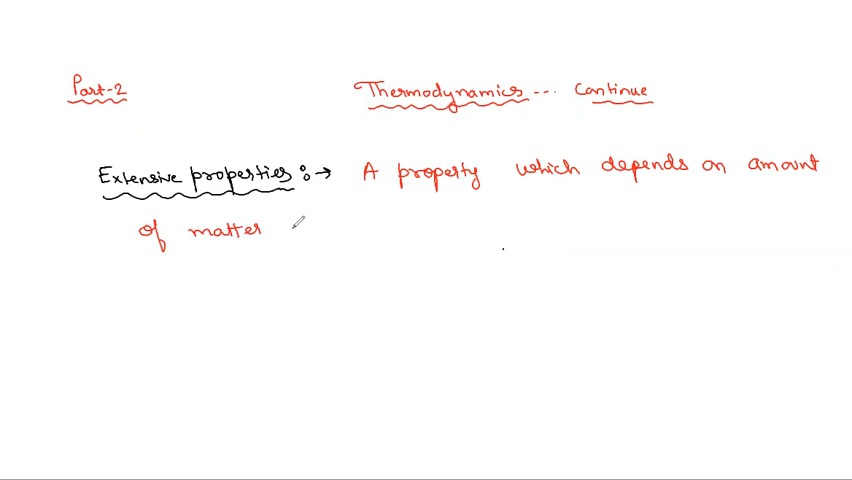 Part-2
Thermodynamics --- Continue
Extensive properties :→ A property which depends on amount
of matter